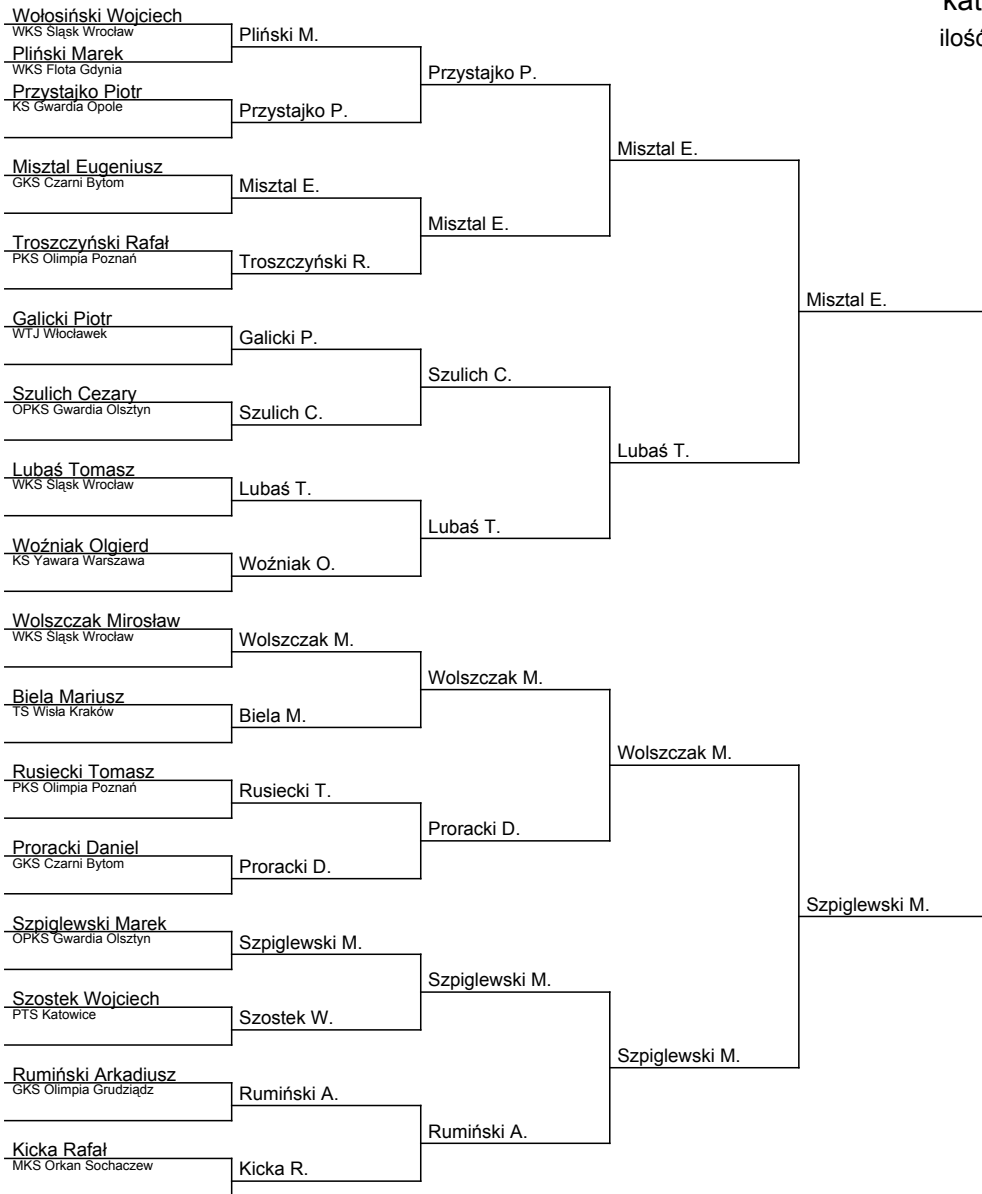 kat
ilość
Wołosiński Wojciech
WKS Śląsk Wrocław
Pliński Marek
WKS Flota Gdynia
Przystajko Piotr
KS Gwardia Opole
Misztal Eugeniusz
GKS Czarni Bytom
Troszczyński Rafał
PKS Olimpia Poznań
Galicki Piotr
WTJ Włocławek
Szulich Cezary
OPKS Gwardia Olsztyn
Lubaś Tomasz
WKS Śląsk Wrocław
Woźniak Olgierd
KS Yawara Warszawa
Wolszczak Mirosław
WKS Śląsk Wrocław
Biela Mariusz
TS Wisła Kraków
Rusiecki Tomasz
PKS Olimpia Poznań
Proracki Daniel
GKS Czarni Bytom
Szpiglewski Marek
OPKS Gwardia Olsztyn
Szostek Wojciech
PTS Katowice
Rumiński Arkadiusz
GKS Olimpia Grudziądz
Kicka Rafał
MKS Orkan Sochaczew
Pliński M.
Przystajko P.
Misztal E.
Troszczyński R.
Galicki P.
Szulich C.
Lubaś T.
Woźniak O.
Wolszczak M.
Biela M.
Rusiecki T.
Proracki D.
Szpiglewski M.
Szostek W.
Rumiński A.
Kicka R.
Przystajko P.
Misztal E.
Szulich C.
Lubaś T.
Wolszczak M.
Proracki D.
Szpiglewski M.
Rumiński A.
Misztal E.
Lubaś T.
Wolszczak M.
Szpiglewski M.
Misztal E.
Szpiglewski M.